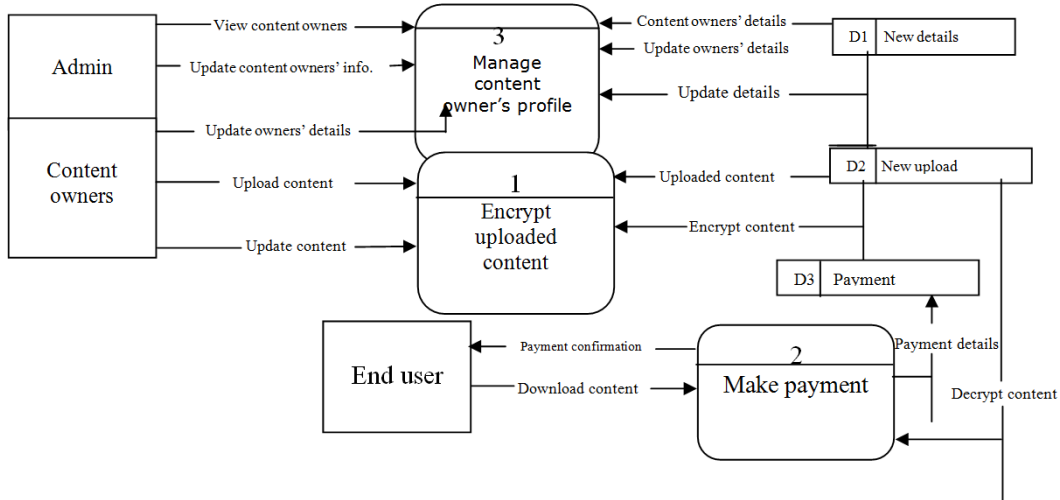 View content owners
Content owners' details
D1 New details
3
Update owners' details
Admin
Update content owners' info.
Manage
content
owner's profile
Update details
Update owners' details
Content
owners
Upload content
Uploaded content
D2 New upload
1
Encrypt
uploaded
content
Encrypt content
Update content
D3 Payment
End user
Payment confirmation
2
Payment details
Download content
Make payment
Decrypt content